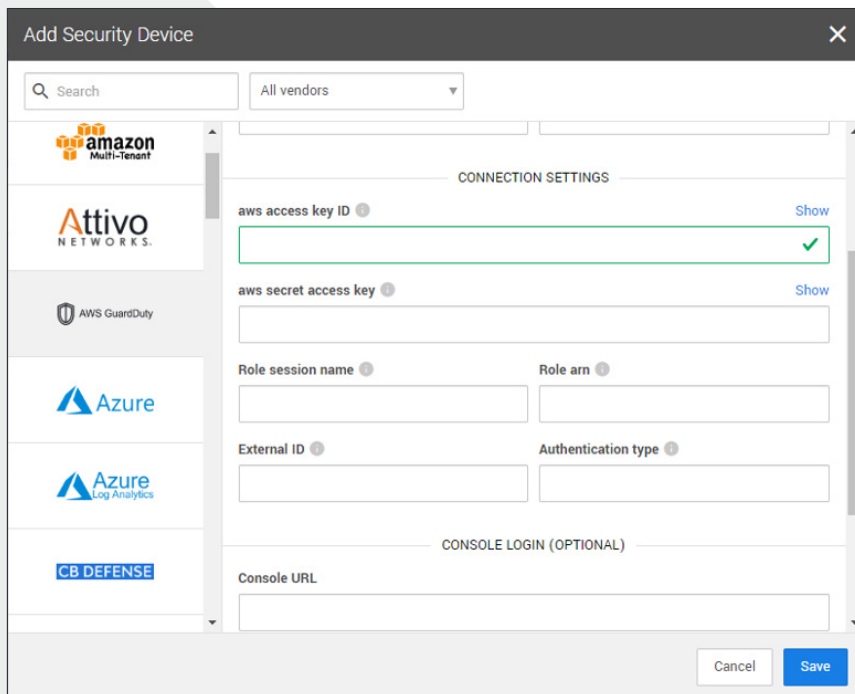 Add Security Device
Search
All vendors
amazon
Multi-Tenant
Attivo
NETWORKS.
AWS GuardDuty
Azure
Azure
Log Analytics
CB DEFENSE
CONNECTION SETTINGS
aws access key ID
Show
aws secret access key
Show
Role session name
Role arn
External ID
Authentication type
CONSOLE LOGIN (OPTIONAL)
Console URL
Cancel
Save